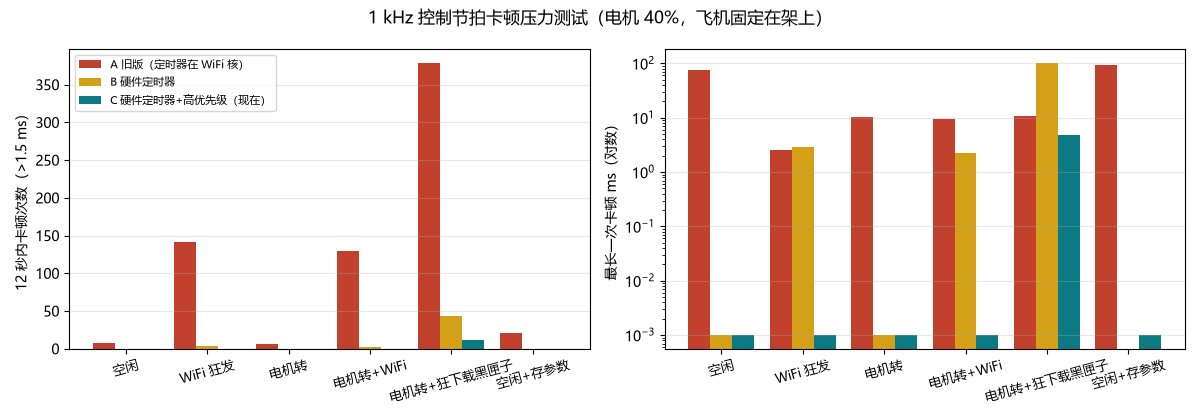 1 kHz 控制节拍卡顿压力测试（电机 40%，飞机固定在架上）
12 秒内卡顿次数（>1.5 ms）
350
300
250
200
150
100
50
0
A 旧版（定时器在 WiFi 核）
B 硬件定时器
C 硬件定时器+高优先级（现在）
空闲
WiFi 狂发
电机转
电机转+WiFi
电机转+狂下载黑匣子
空闲+存参数
最长一次卡顿 ms（对数）
10²
10¹
10⁰
10⁻¹
10⁻²
10⁻³
空闲
WiFi 狂发
电机转
电机转+WiFi
电机转+狂下载黑匣子
空闲+存参数